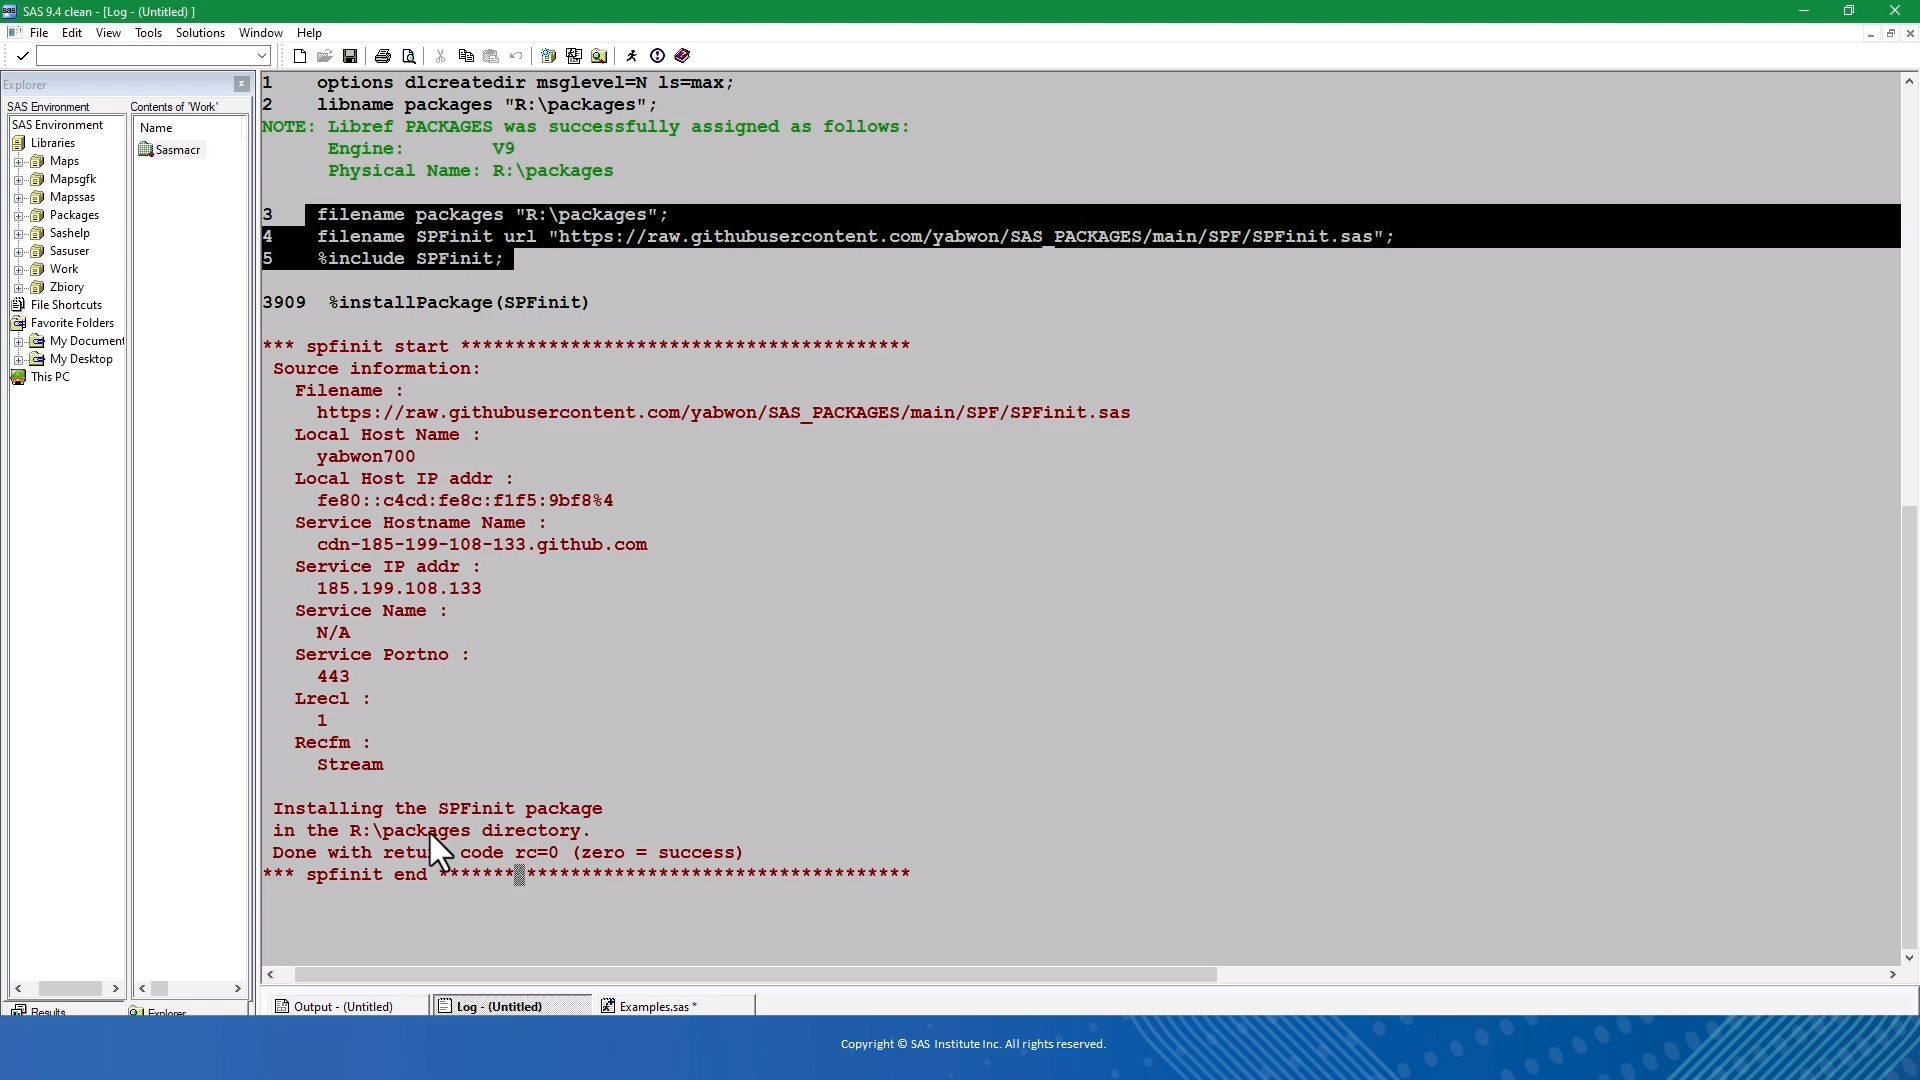 SAS 9.4 clean - [Log - (Untitled) ]
File Edit View Tools Solutions Window Help
Explorer
SAS Environment
Contents of 'Work'
SAS Environment
Libraries
Maps
Mapsgfk
Mapssas
Packages
Sashelp
Sasuser
Work
Zbiory
File Shortcuts
Favorite Folders
My Document
My Desktop
This PC
Name
Sasmacr
1 options dlcreatedir msglevel=N ls=max;
2 libname packages "R:\packages";
NOTE: Libref PACKAGES was successfully assigned as follows:
Engine: V9
Physical Name: R:\packages
3 filename packages "R:\packages";
4 filename SPFinit url "https://raw.githubusercontent.com/yabwon/SAS_PACKAGES/main/SPF/SPFinit.sas";
5 %include SPFinit;
3909 %installPackage(SPFinit)
*** spfinit start *****************************************
Source information:
Filename :
https://raw.githubusercontent.com/yabwon/SAS_PACKAGES/main/SPF/SPFinit.sas
Local Host Name :
yabwon700
Local Host IP addr :
fe80::c4cd:fe8c:f1f5:9bf8%4
Service Hostname Name :
cdn-185-199-108-133.github.com
Service IP addr :
185.199.108.133
Service Name :
N/A
Service Portno :
443
Lrecl :
1
Recfm :
Stream
Installing the SPFinit package
in the R:\packages directory.
Done with return code rc=0 (zero = success)
*** spfinit end *******************************************
Results
Explorer
Output - (Untitled)
Log - (Untitled)
Examples.sas *
Copyright © SAS Institute Inc. All rights reserved.